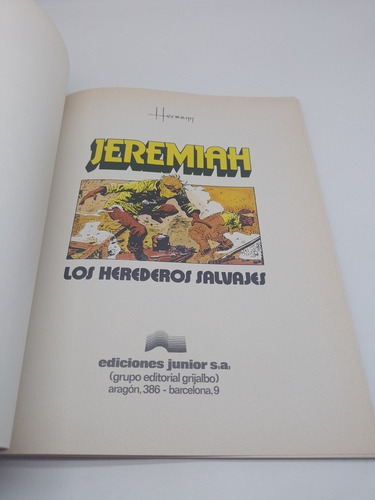 Hermann
JEREMIAH
LOS HEREDEROS SALVAJES
ediciones junior s.a.
(grupo editorial grijalbo)
aragón, 386 - barcelona, 9